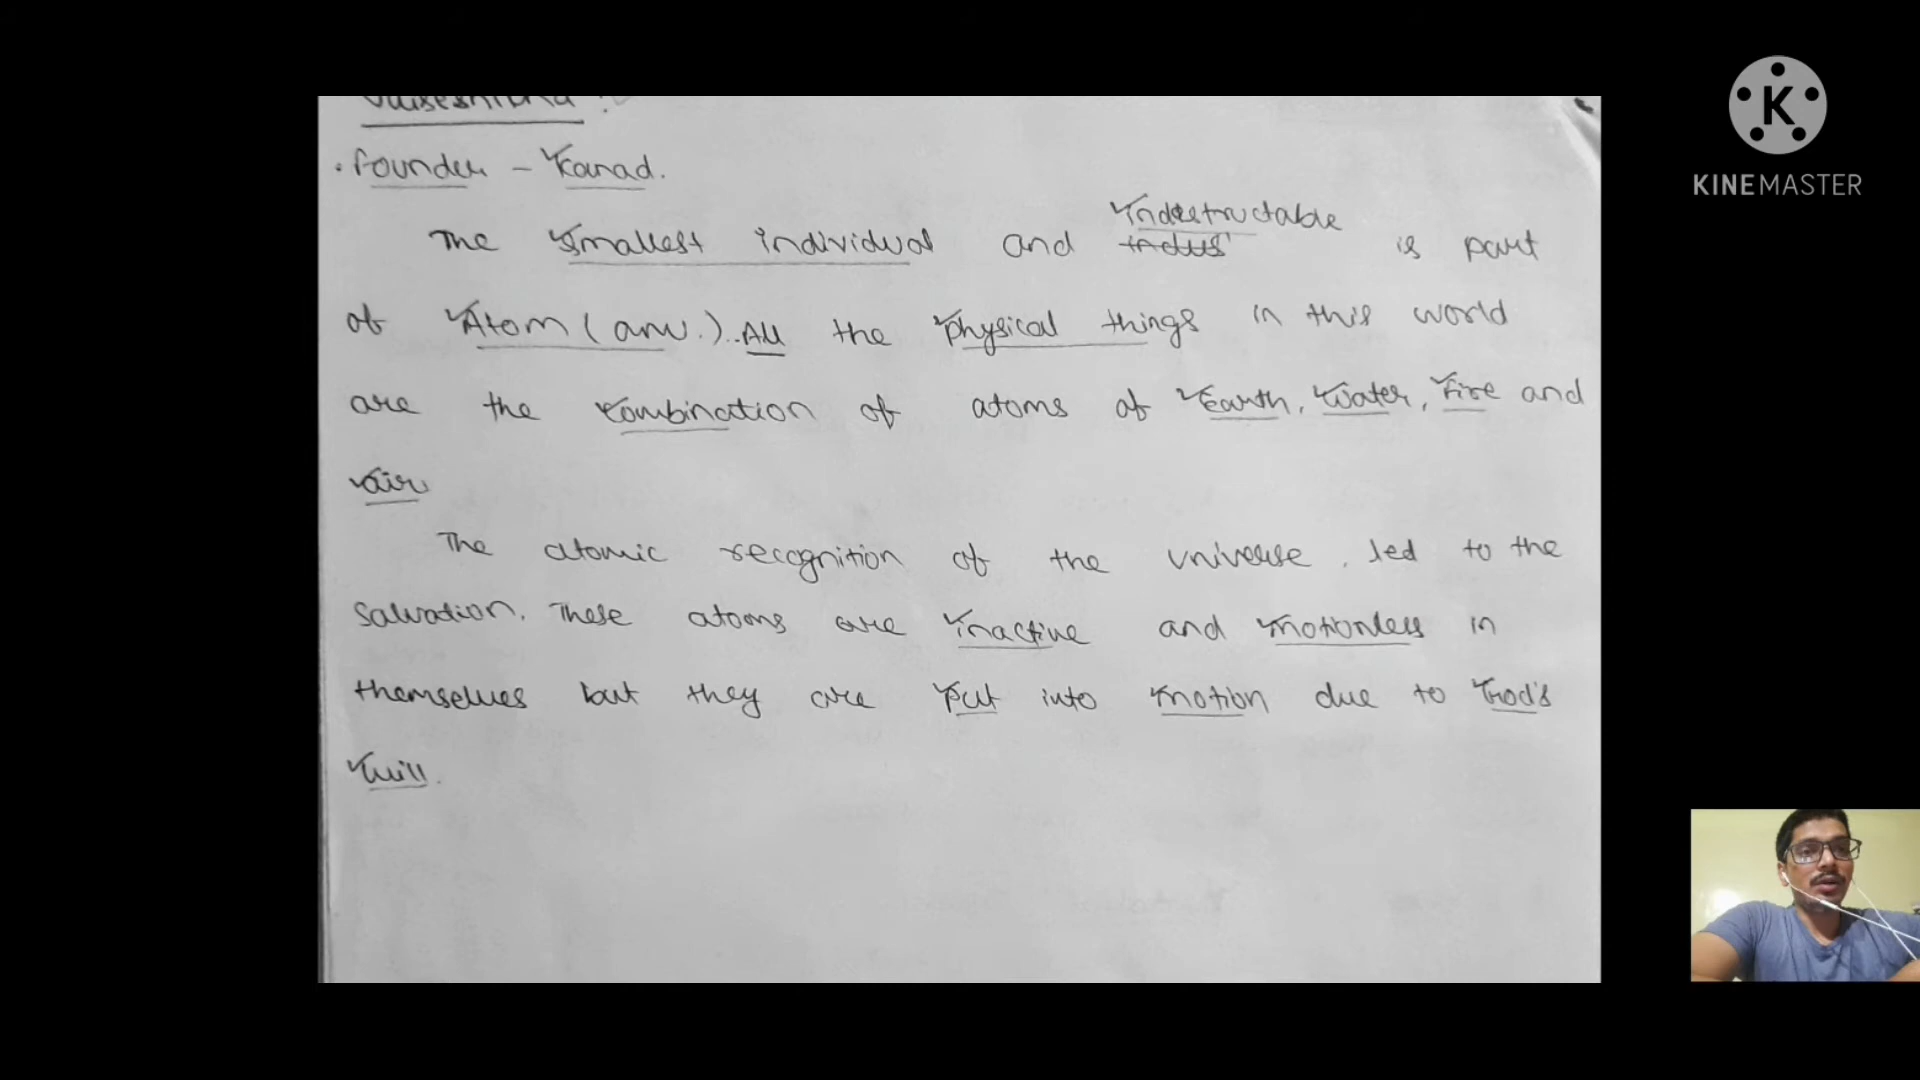 Vaiseshika :
. founder - Kanad.
Indestructable
The smallest individual and indus is part
of Atom (anu.)..All the physical things in this world
are the combination of atoms of Earth, Water, Fire and
air
The atomic recognition of the universe. led to the
salvation. These atoms are inactive and motionless in
themselves but they are put into motion due to God's
will.
K
KINEMASTER